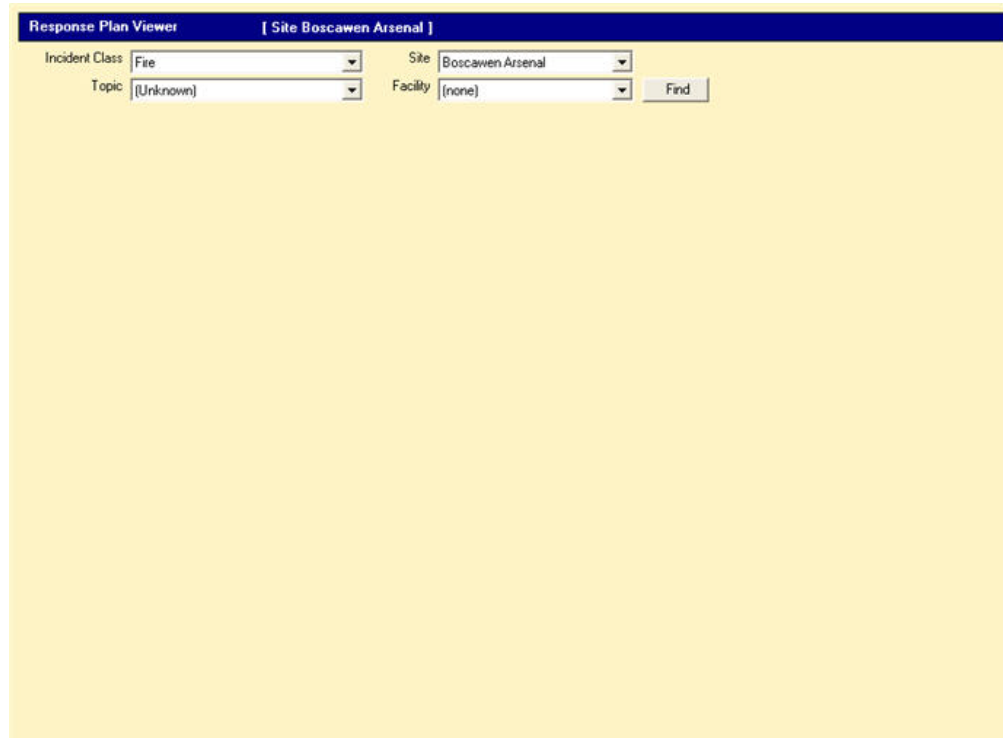 Response Plan Viewer [ Site Boscawen Arsenal ]
Incident Class Fire Site Boscawen Arsenal
Topic (Unknown) Facility (none) Find